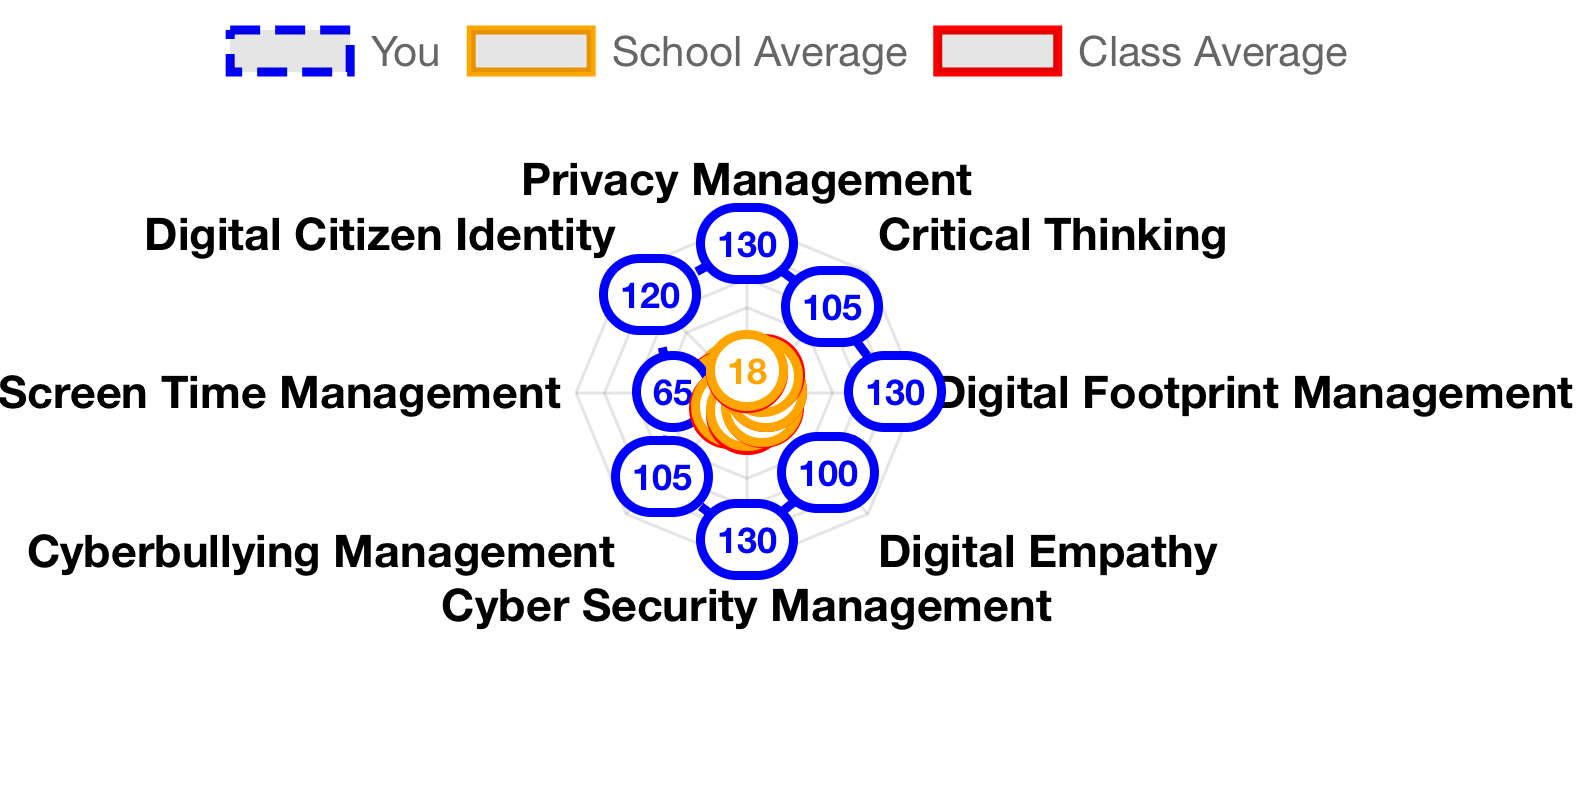 You School Average Class Average
Privacy Management
Digital Citizen Identity Critical Thinking
130
120 105
18
Screen Time Management 65 130 Digital Footprint Management
105 100
130
Cyberbullying Management Digital Empathy
Cyber Security Management